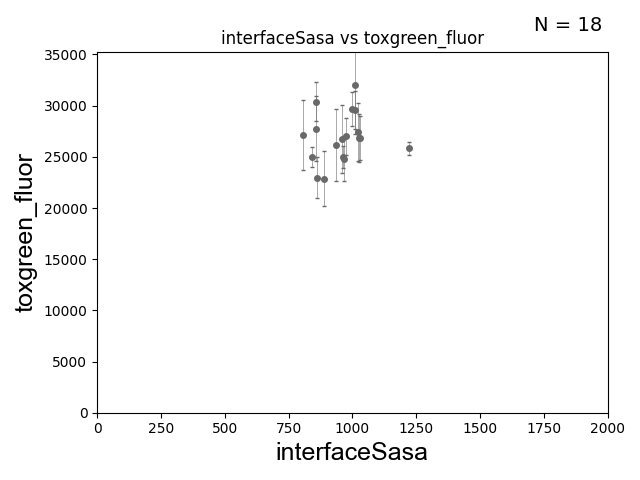 N = 18
interfaceSasa vs toxgreen_fluor
35000
30000
25000
20000
15000
10000
5000
0
toxgreen_fluor
0 250 500 750 1000 1250 1500 1750 2000
interfaceSasa